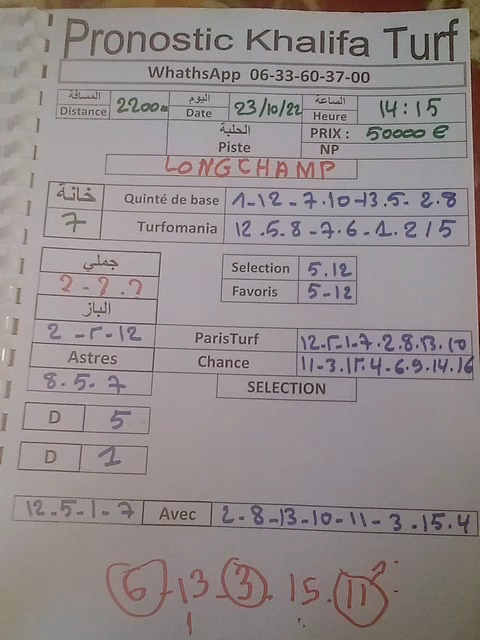 Pronostic Khalifa Turf
WhathsApp 06-33-60-37-00
المسافة
Distance 2200m اليوم
Date 23/10/22 الساعة
Heure 14:15
الحلبة
Piste PRIX : 50000 e
NP
LONGCHAMP
خانة
7
Quinté de base 1-12-7.10-13.5-2.8
Turfomania 12.5.8-7.6-1.2/5
جملي
2-?.?
Selection 5.12
Favoris 5-12
الباز
2-5-12
ParisTurf 12.5.1-7.2.8.13.10
Astres
8.5.7
Chance 11-3.15.4-6.9.14.16
SELECTION
D 5
D 1
12-5-1-7 Avec 2-8-13-10-11-3.15.4
6 13 3 15 11